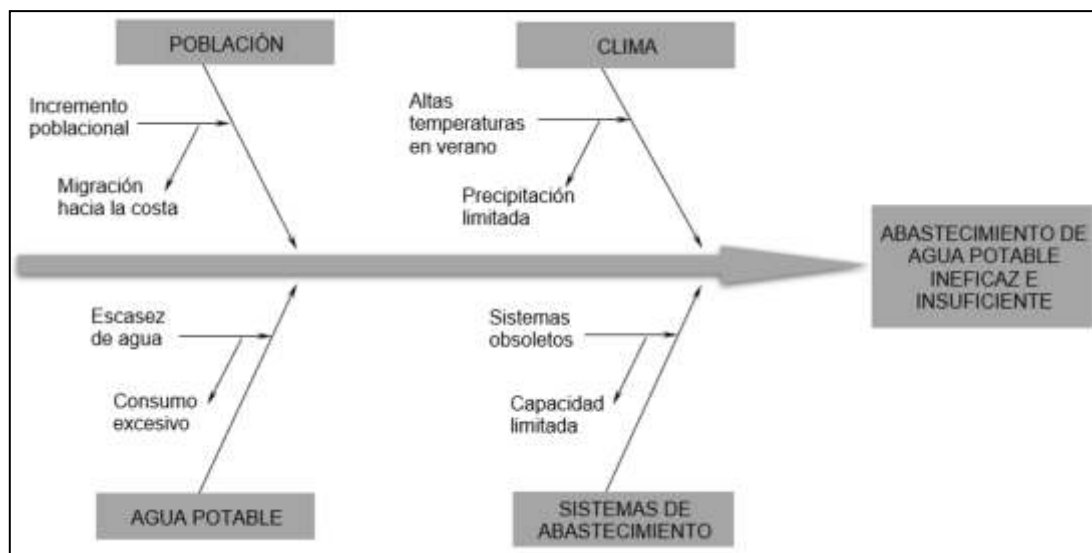 POBLACIÓN
CLIMA
Incremento
poblacional
Migración
hacia la costa
Altas
temperaturas
en verano
Precipitación
limitada
ABASTECIMIENTO DE
AGUA POTABLE
INEFICAZ E
INSUFICIENTE
Escasez
de agua
Consumo
excesivo
Sistemas
obsoletos
Capacidad
limitada
AGUA POTABLE
SISTEMAS DE
ABASTECIMIENTO